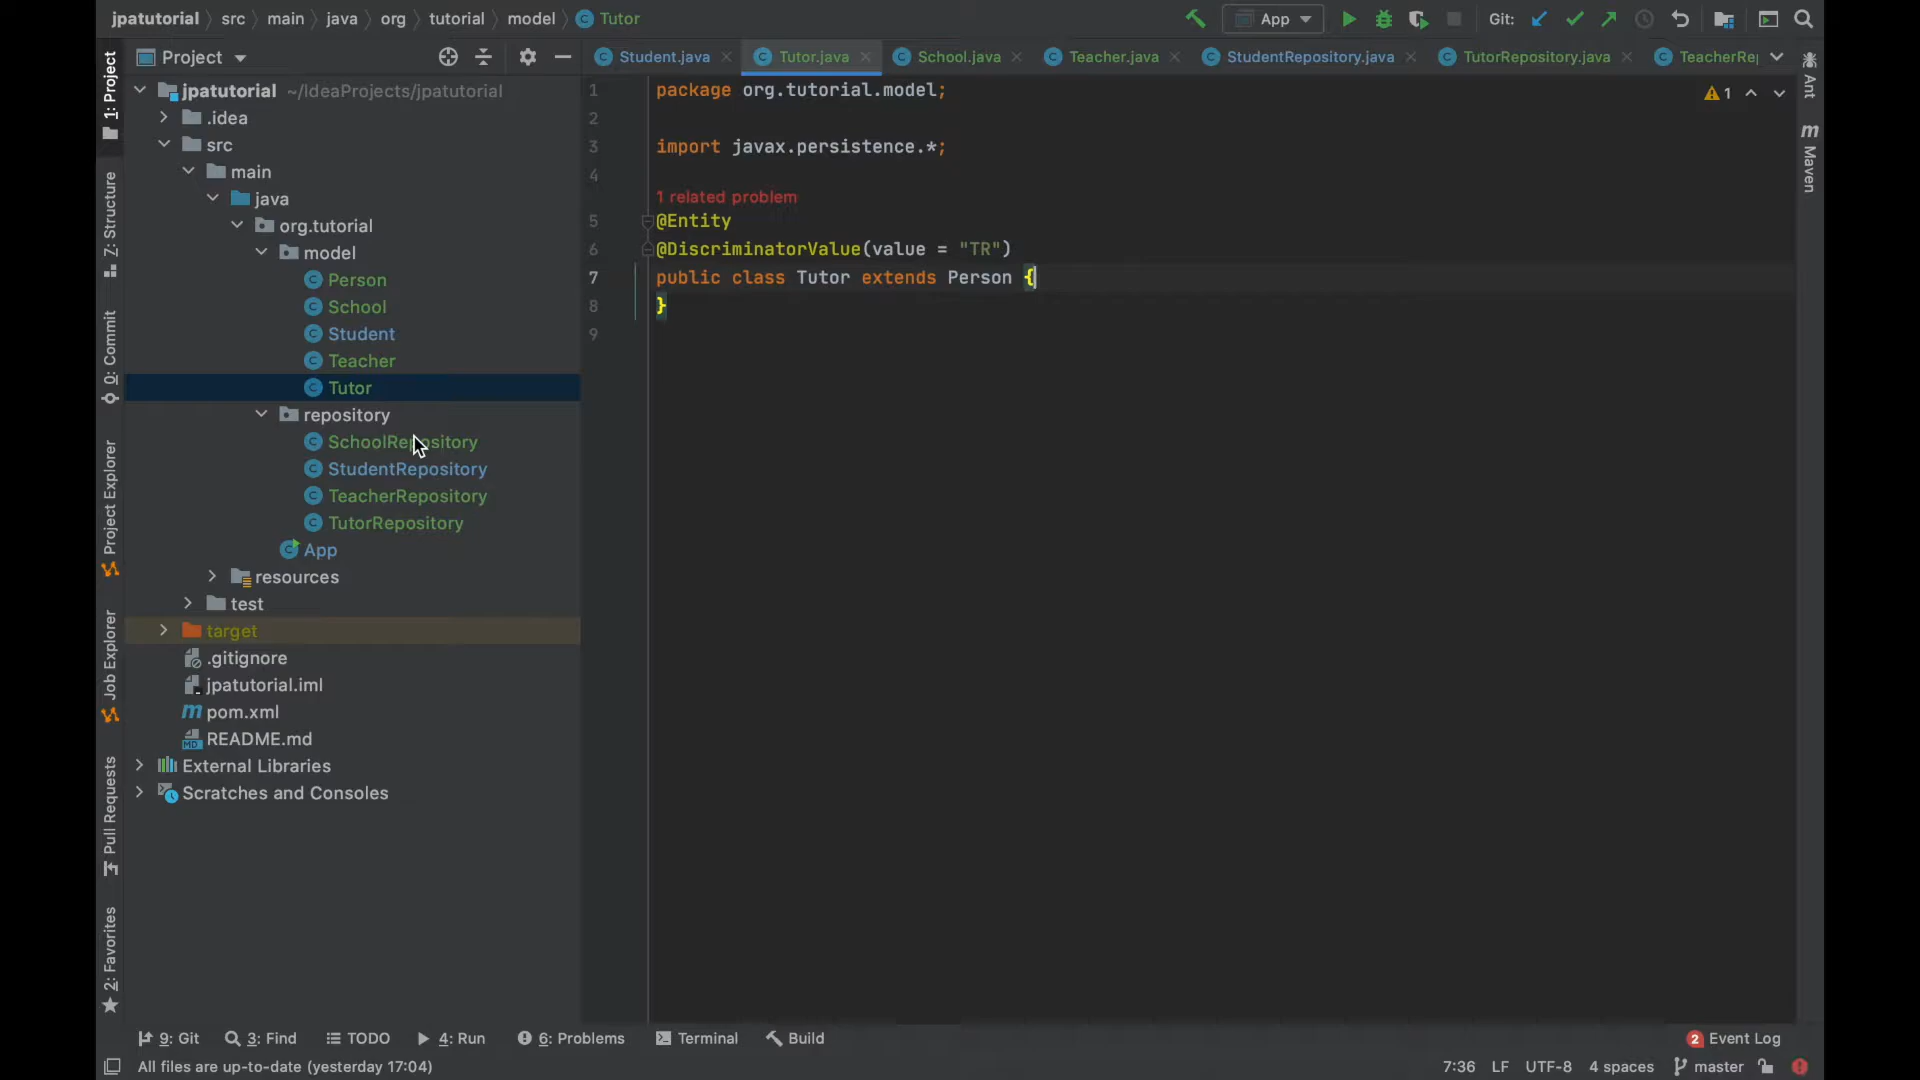 jpatutorial src main java org tutorial model Tutor
App
Git:
Project
Student.java
Tutor.java
School.java
Teacher.java
StudentRepository.java
TutorRepository.java
TeacherRe
1: Project
Z: Structure
0: Commit
Project Explorer
Job Explorer
Pull Requests
2: Favorites
jpatutorial ~/IdeaProjects/jpatutorial
.idea
src
main
java
org.tutorial
model
Person
School
Student
Teacher
Tutor
repository
SchoolRepository
StudentRepository
TeacherRepository
TutorRepository
App
resources
test
target
.gitignore
jpatutorial.iml
pom.xml
README.md
External Libraries
Scratches and Consoles
1 package org.tutorial.model;
2
3 import javax.persistence.*;
4
1 related problem
5 @Entity
6 @DiscriminatorValue(value = "TR")
7 public class Tutor extends Person {
8 }
9
1
Ant
m
Maven
9: Git
3: Find
TODO
4: Run
6: Problems
Terminal
Build
2 Event Log
All files are up-to-date (yesterday 17:04)
7:36 LF UTF-8 4 spaces master